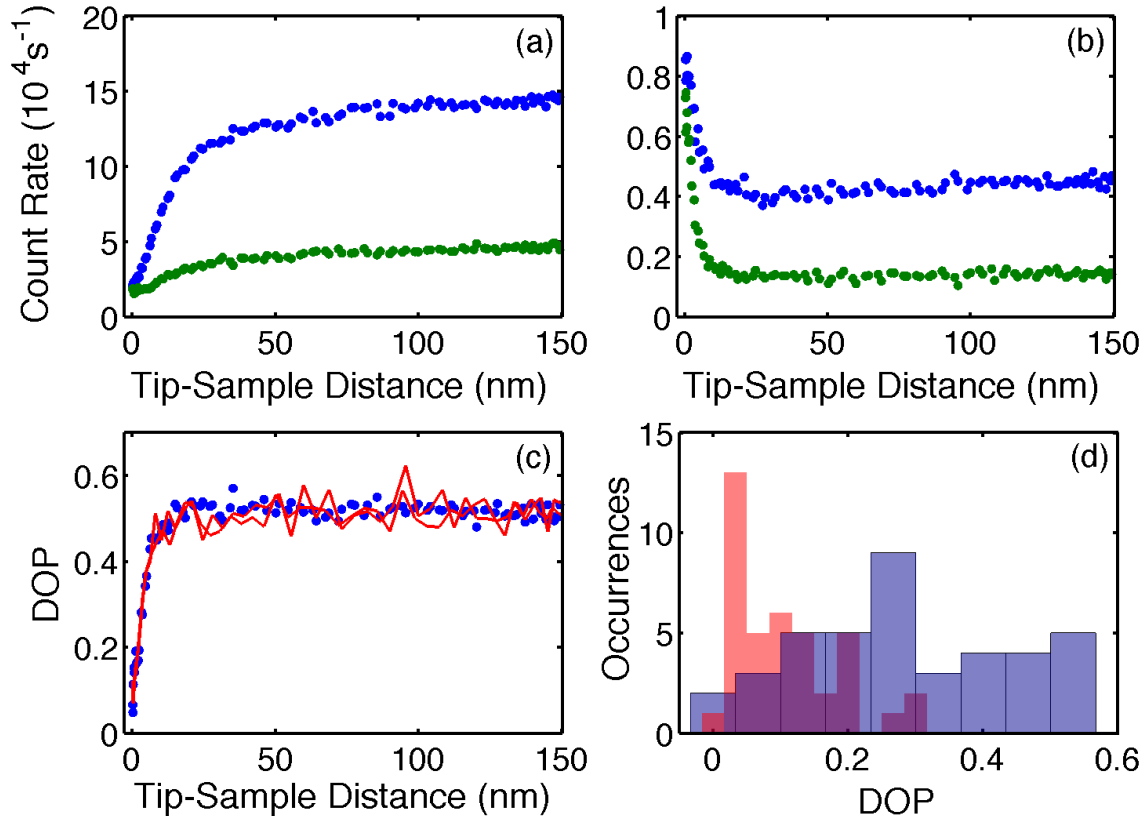 (a)
Count Rate (10⁴s⁻¹)
20
15
10
5
0
0 50 100 150
Tip-Sample Distance (nm)
(b)
1
0.8
0.6
0.4
0.2
0
0 50 100 150
Tip-Sample Distance (nm)
(c)
DOP
0.6
0.4
0.2
0
0 50 100 150
Tip-Sample Distance (nm)
(d)
Occurrences
15
10
5
0
0 0.2 0.4 0.6
DOP